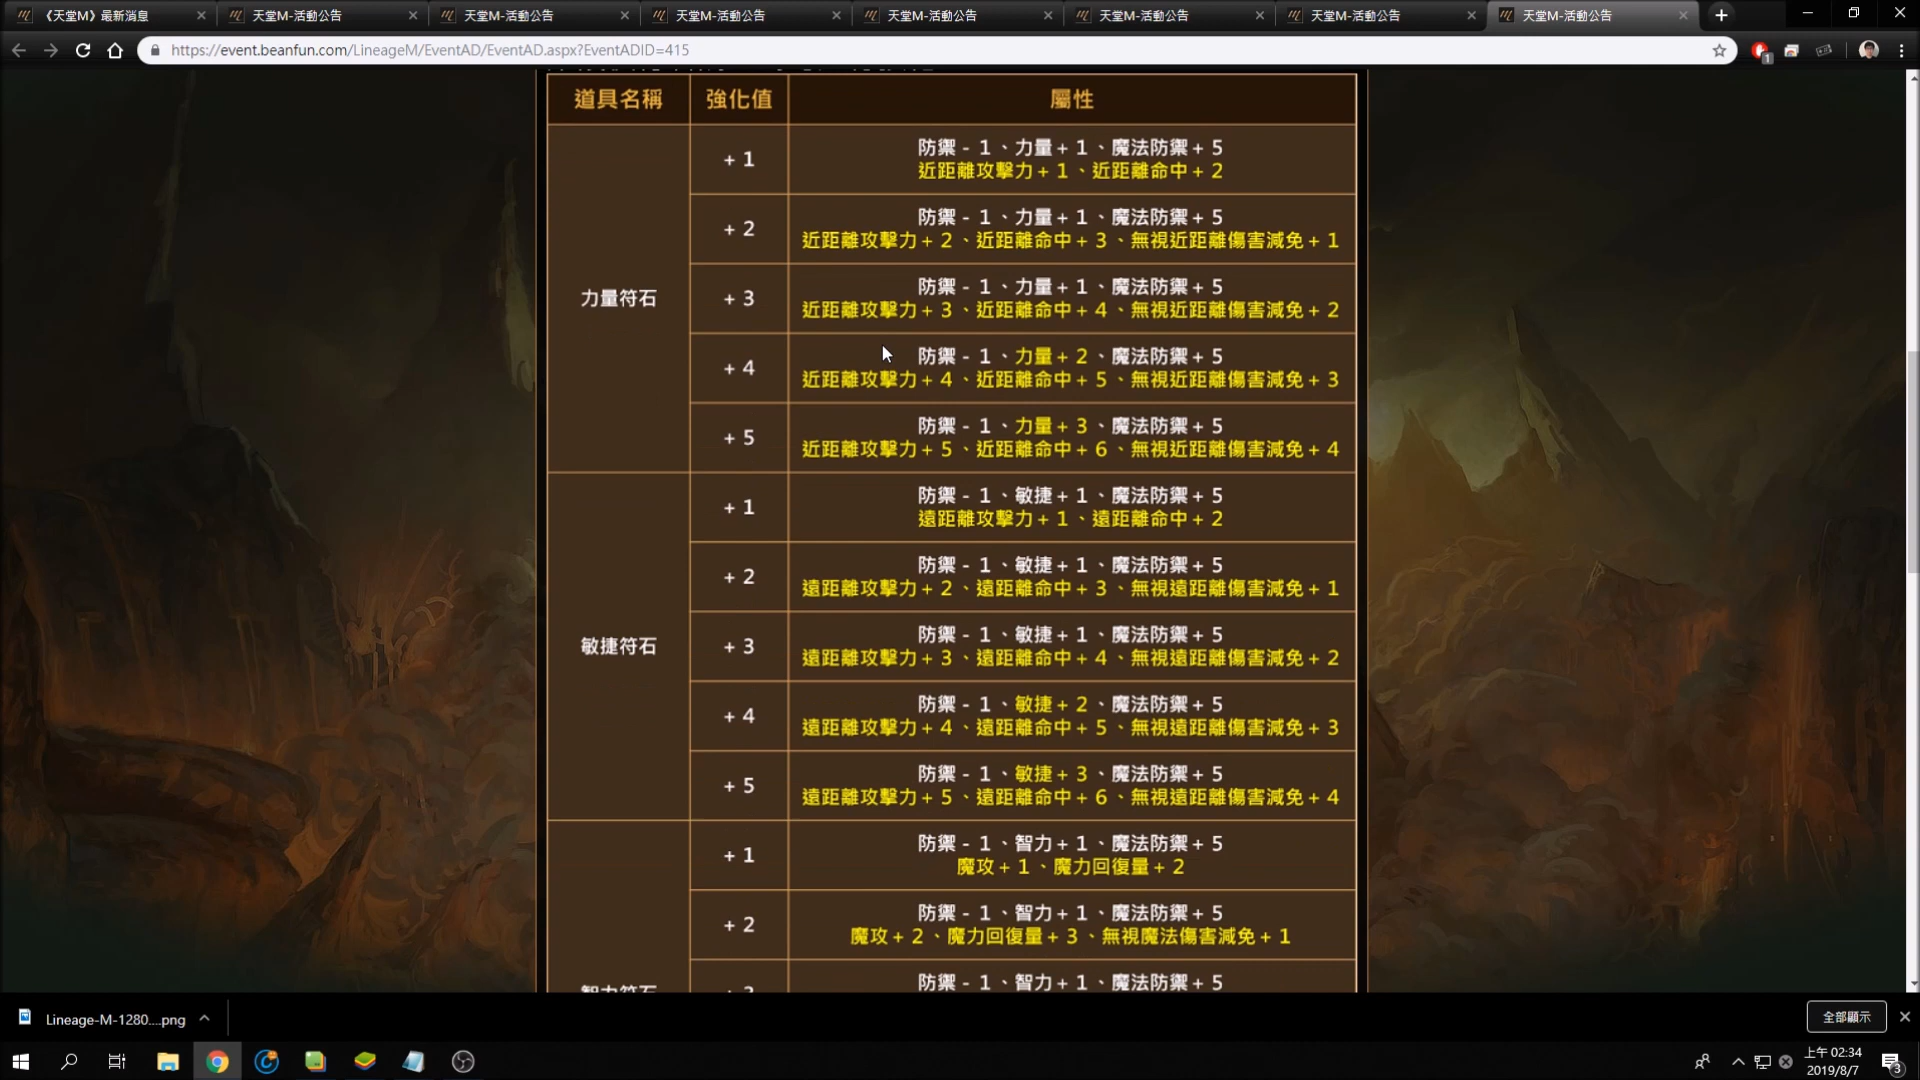 《天堂M》最新消息
天堂M-活動公告
天堂M-活動公告
天堂M-活動公告
天堂M-活動公告
天堂M-活動公告
天堂M-活動公告
天堂M-活動公告
https://event.beanfun.com/LineageM/EventAD/EventAD.aspx?EventADID=415
1
道具名稱 強化值 屬性
力量符石
+1
防禦-1、力量+1、魔法防禦+5
近距離攻擊力+1、近距離命中+2
+2
防禦-1、力量+1、魔法防禦+5
近距離攻擊力+2、近距離命中+3、無視近距離傷害減免+1
+3
防禦-1、力量+1、魔法防禦+5
近距離攻擊力+3、近距離命中+4、無視近距離傷害減免+2
+4
防禦-1、力量+2、魔法防禦+5
近距離攻擊力+4、近距離命中+5、無視近距離傷害減免+3
+5
防禦-1、力量+3、魔法防禦+5
近距離攻擊力+5、近距離命中+6、無視近距離傷害減免+4
敏捷符石
+1
防禦-1、敏捷+1、魔法防禦+5
遠距離攻擊力+1、遠距離命中+2
+2
防禦-1、敏捷+1、魔法防禦+5
遠距離攻擊力+2、遠距離命中+3、無視遠距離傷害減免+1
+3
防禦-1、敏捷+1、魔法防禦+5
遠距離攻擊力+3、遠距離命中+4、無視遠距離傷害減免+2
+4
防禦-1、敏捷+2、魔法防禦+5
遠距離攻擊力+4、遠距離命中+5、無視遠距離傷害減免+3
+5
防禦-1、敏捷+3、魔法防禦+5
遠距離攻擊力+5、遠距離命中+6、無視遠距離傷害減免+4
智力符石
+1
防禦-1、智力+1、魔法防禦+5
魔攻+1、魔力回復量+2
+2
防禦-1、智力+1、魔法防禦+5
魔攻+2、魔力回復量+3、無視魔法傷害減免+1
+3
防禦-1、智力+1、魔法防禦+5
Lineage-M-1280....png
全部顯示
上午 02:34
2019/8/7
3